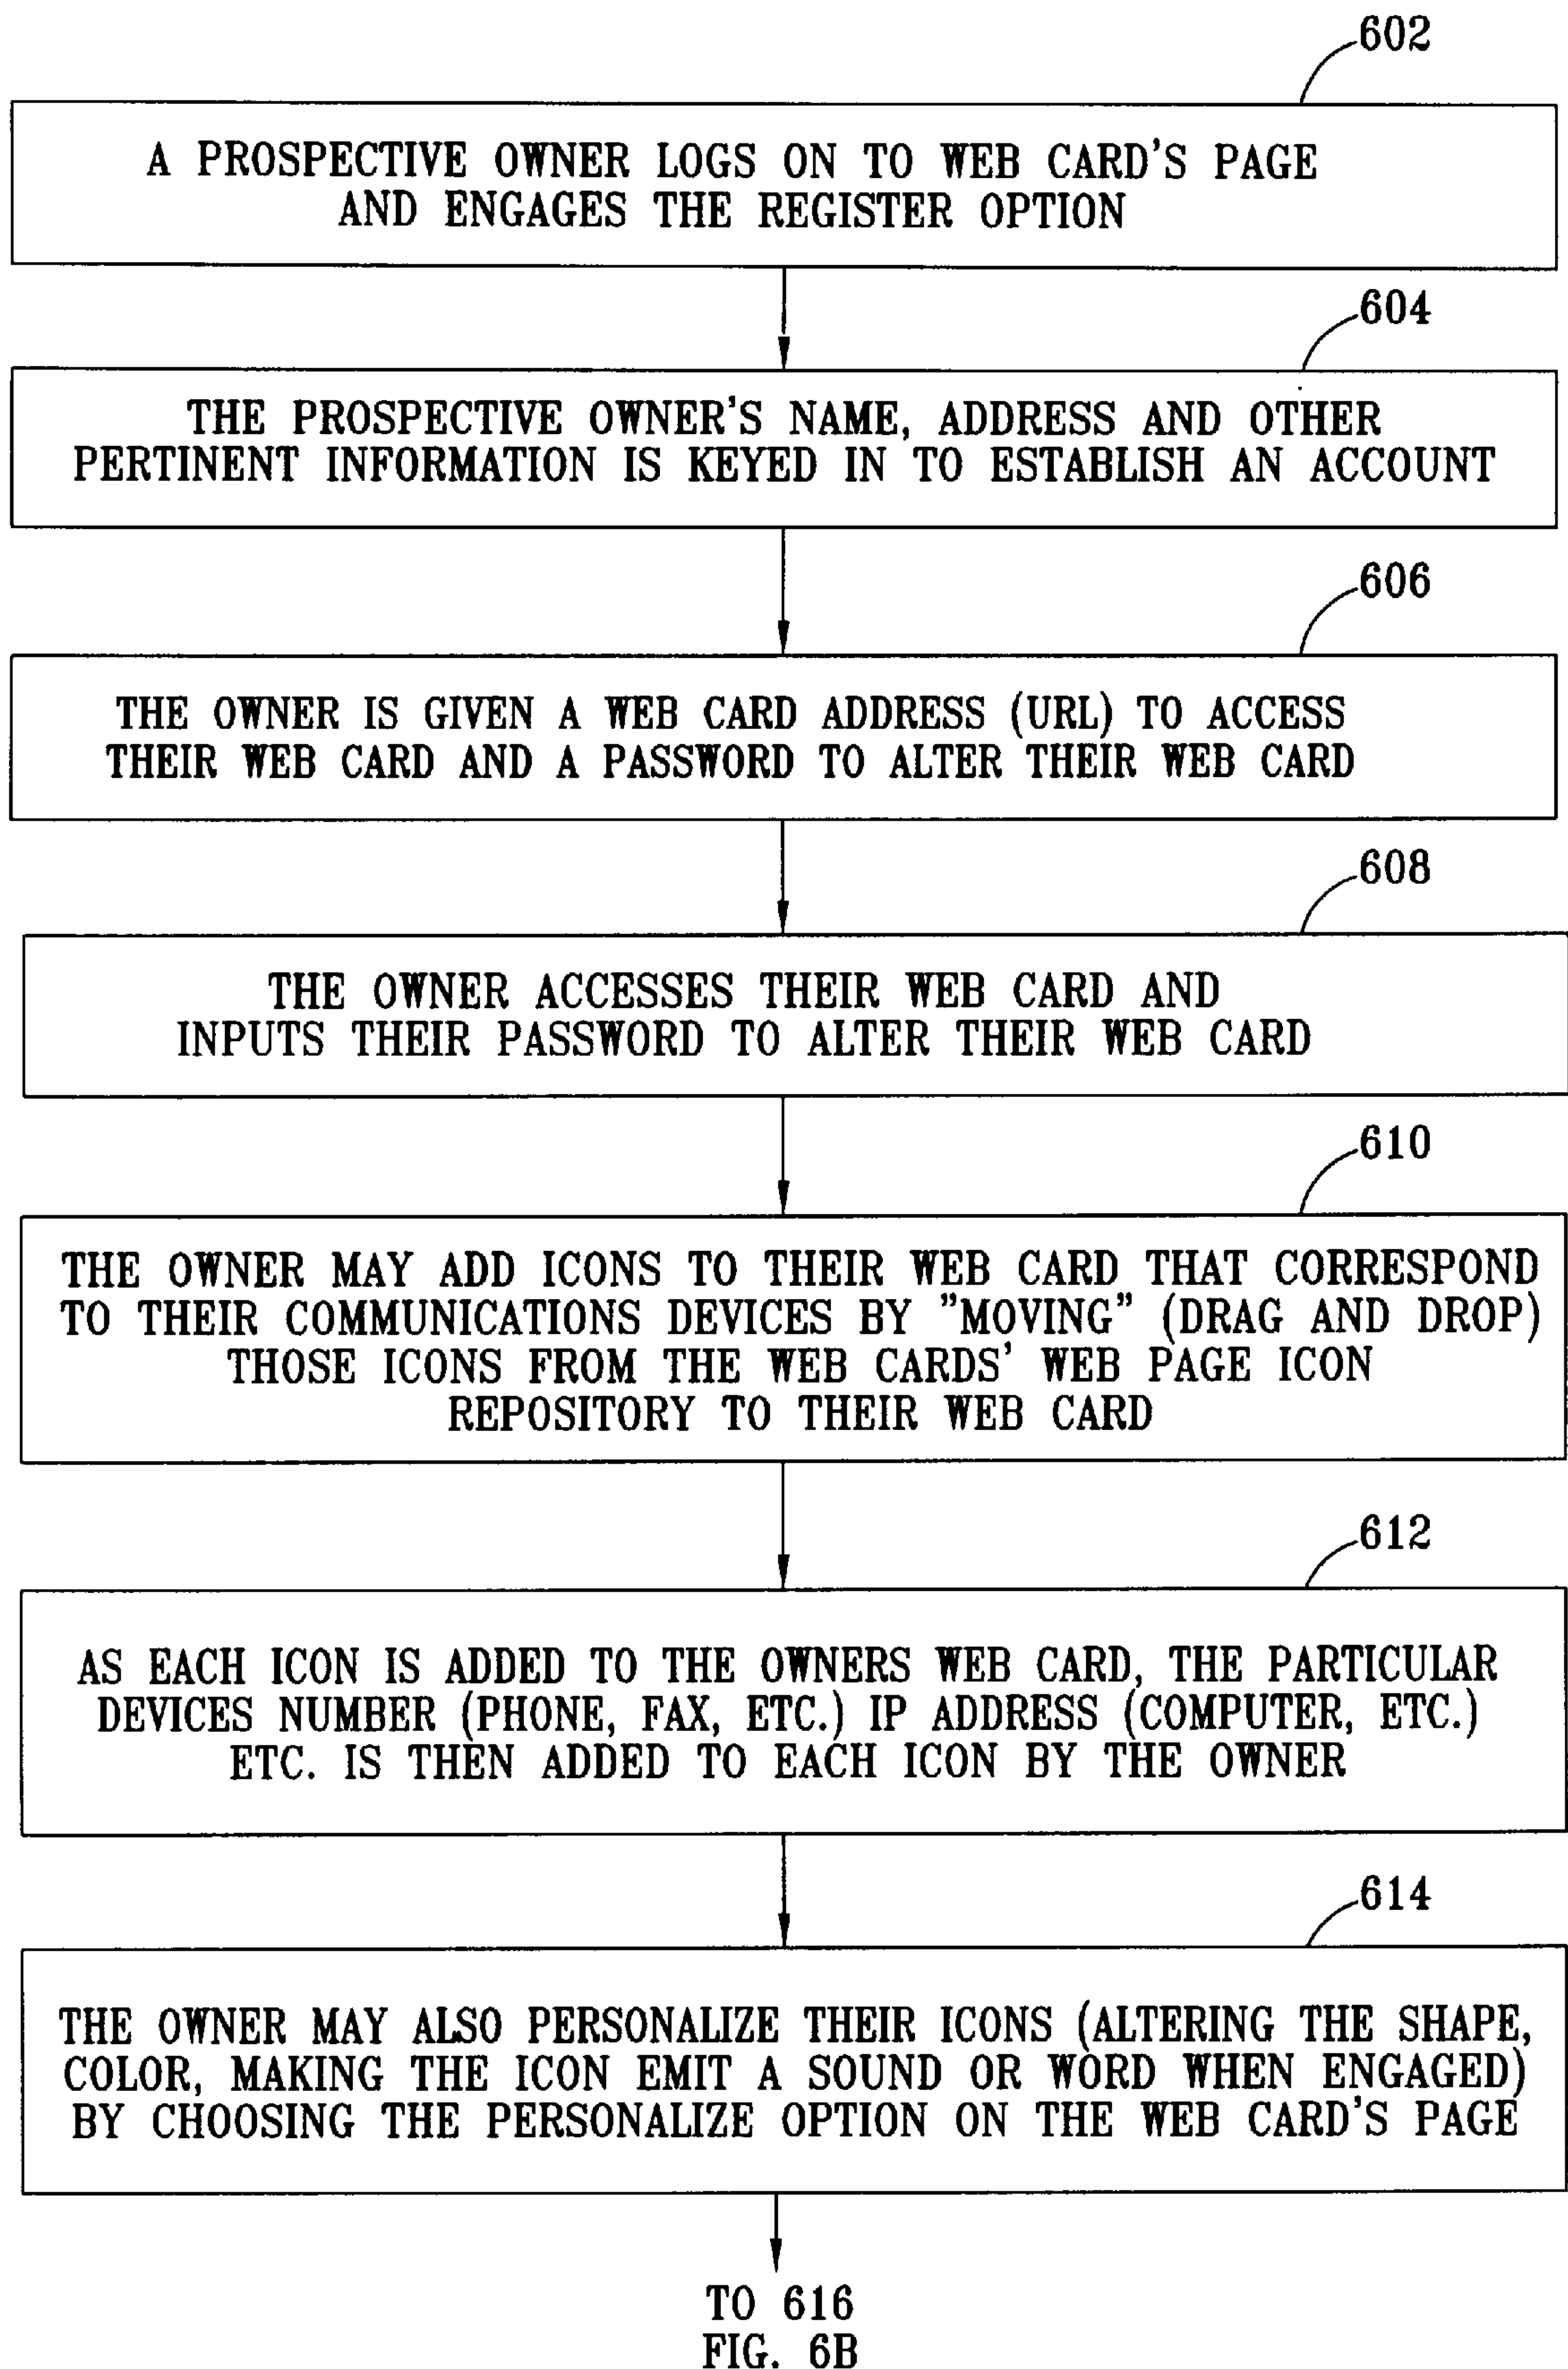 602
A PROSPECTIVE OWNER LOGS ON TO WEB CARD'S PAGE
AND ENGAGES THE REGISTER OPTION
604
THE PROSPECTIVE OWNER'S NAME, ADDRESS AND OTHER
PERTINENT INFORMATION IS KEYED IN TO ESTABLISH AN ACCOUNT
606
THE OWNER IS GIVEN A WEB CARD ADDRESS (URL) TO ACCESS
THEIR WEB CARD AND A PASSWORD TO ALTER THEIR WEB CARD
608
THE OWNER ACCESSES THEIR WEB CARD AND
INPUTS THEIR PASSWORD TO ALTER THEIR WEB CARD
610
THE OWNER MAY ADD ICONS TO THEIR WEB CARD THAT CORRESPOND
TO THEIR COMMUNICATIONS DEVICES BY "MOVING" (DRAG AND DROP)
THOSE ICONS FROM THE WEB CARDS' WEB PAGE ICON
REPOSITORY TO THEIR WEB CARD
612
AS EACH ICON IS ADDED TO THE OWNERS WEB CARD, THE PARTICULAR
DEVICES NUMBER (PHONE, FAX, ETC.) IP ADDRESS (COMPUTER, ETC.)
ETC. IS THEN ADDED TO EACH ICON BY THE OWNER
614
THE OWNER MAY ALSO PERSONALIZE THEIR ICONS (ALTERING THE SHAPE,
COLOR, MAKING THE ICON EMIT A SOUND OR WORD WHEN ENGAGED)
BY CHOOSING THE PERSONALIZE OPTION ON THE WEB CARD'S PAGE
TO 616
FIG. 6B